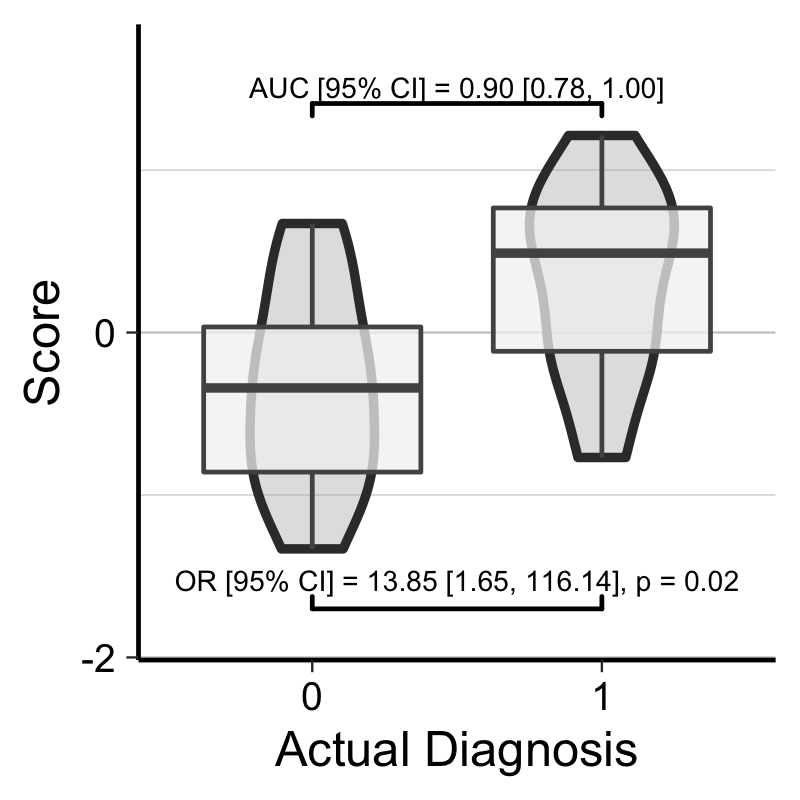 AUC [95% CI] = 0.90 [0.78, 1.00]
Score
0
OR [95% CI] = 13.85 [1.65, 116.14], p = 0.02
-2
0 1
Actual Diagnosis